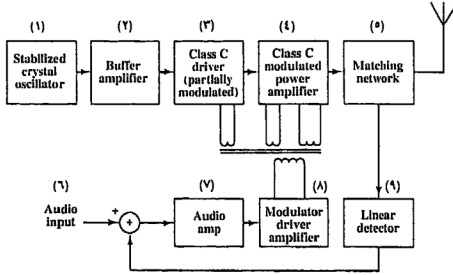 (١)
(٢)
(٣)
(٤)
(٥)
Stabilized
crystal
oscillator
Buffer
amplifier
Class C
driver
(partially
modulated)
Class C
modulated
power
amplifier
Matching
network
(٦)
Audio
input
+
+
(٧)
Audio
amp
(٨)
Modulator
driver
amplifier
(٩)
Linear
detector